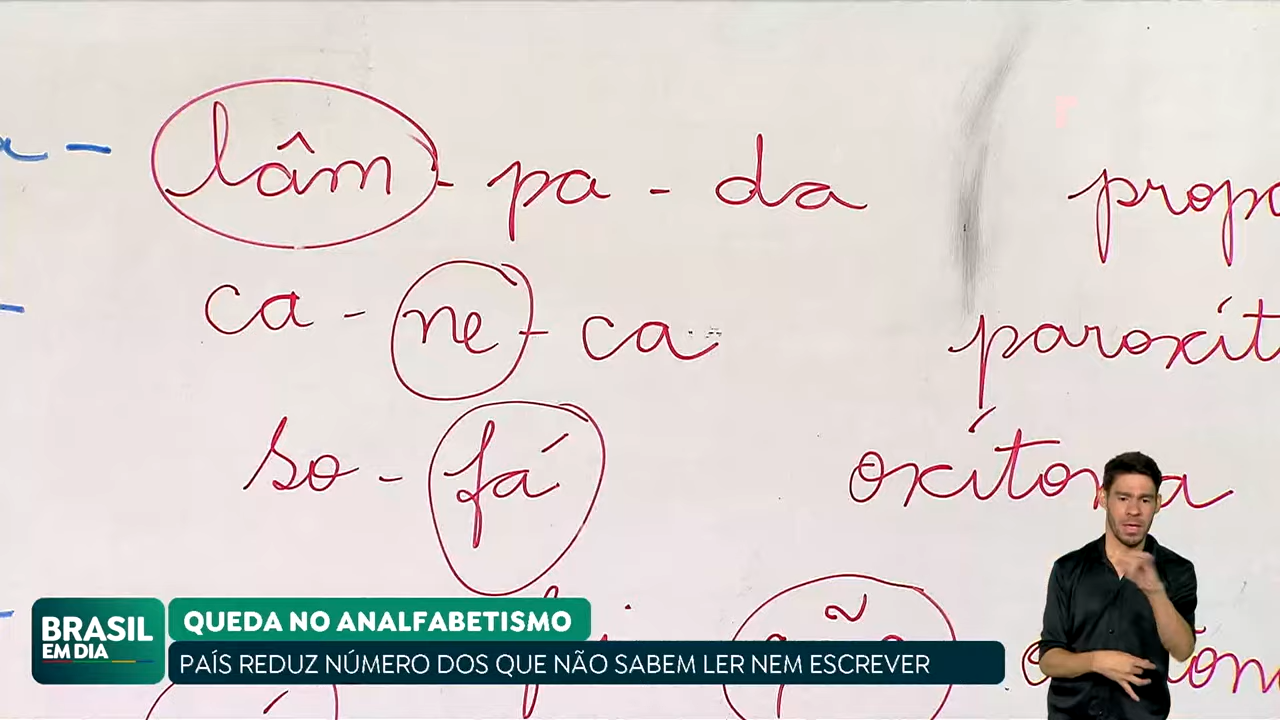 lâm - pa - da
ca - ne - ca
paroxít
so - fá
oxítona
BRASIL
EM DIA
QUEDA NO ANALFABETISMO
PAÍS REDUZ NÚMERO DOS QUE NÃO SABEM LER NEM ESCREVER